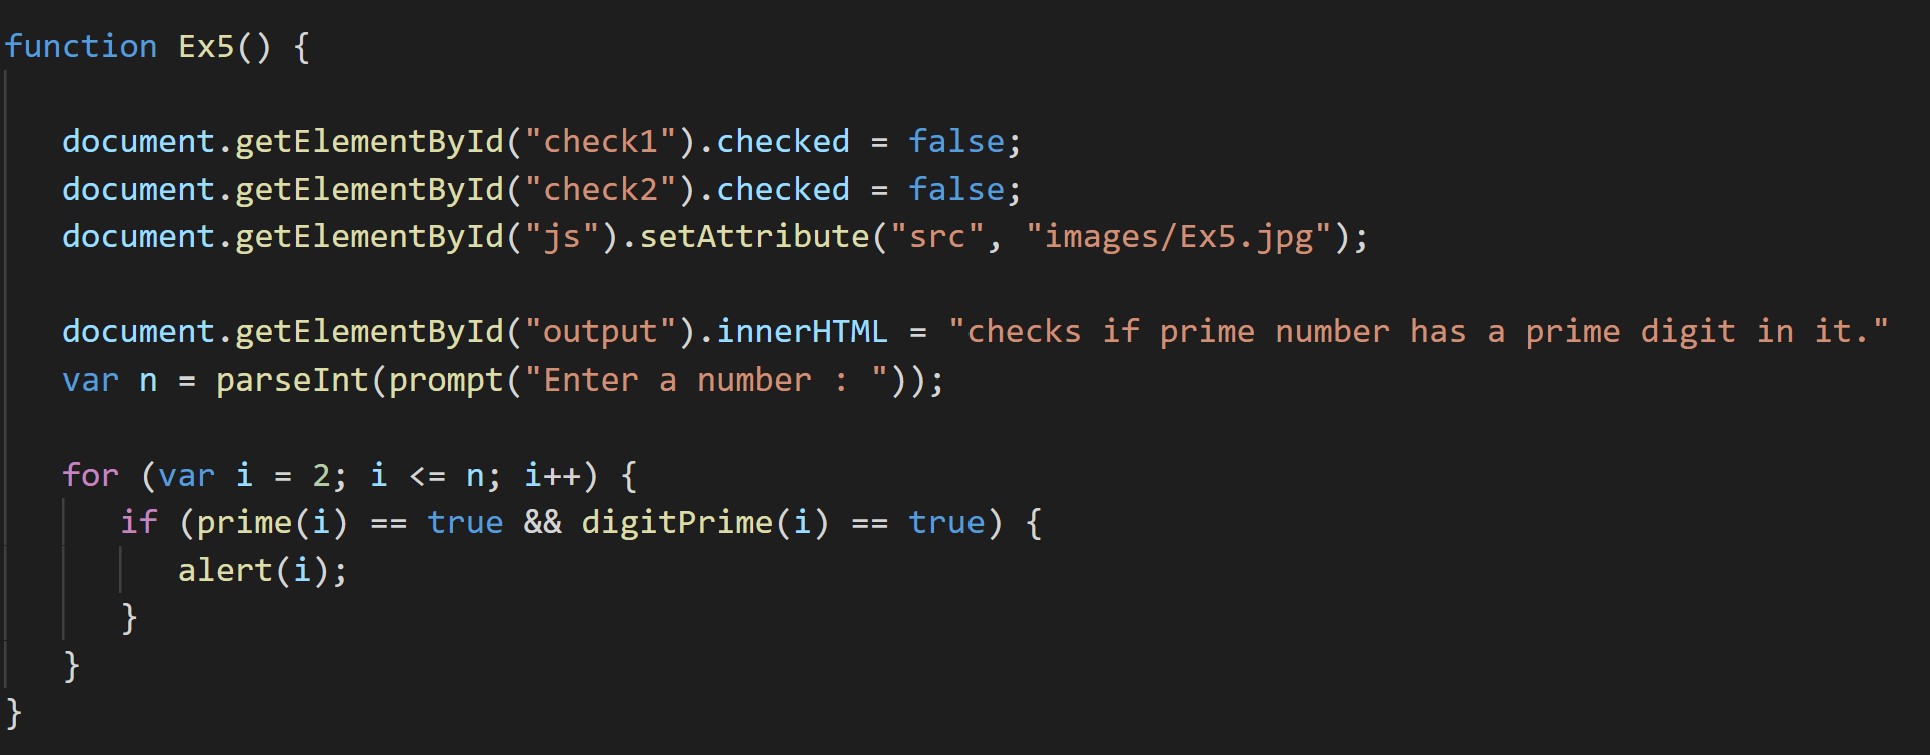 function Ex5() {
document.getElementById("check1").checked = false;
document.getElementById("check2").checked = false;
document.getElementById("js").setAttribute("src", "images/Ex5.jpg");
document.getElementById("output").innerHTML = "checks if prime number has a prime digit in it."
var n = parseInt(prompt("Enter a number : "));
for (var i = 2; i <= n; i++) {
if (prime(i) == true && digitPrime(i) == true) {
alert(i);
}
}
}